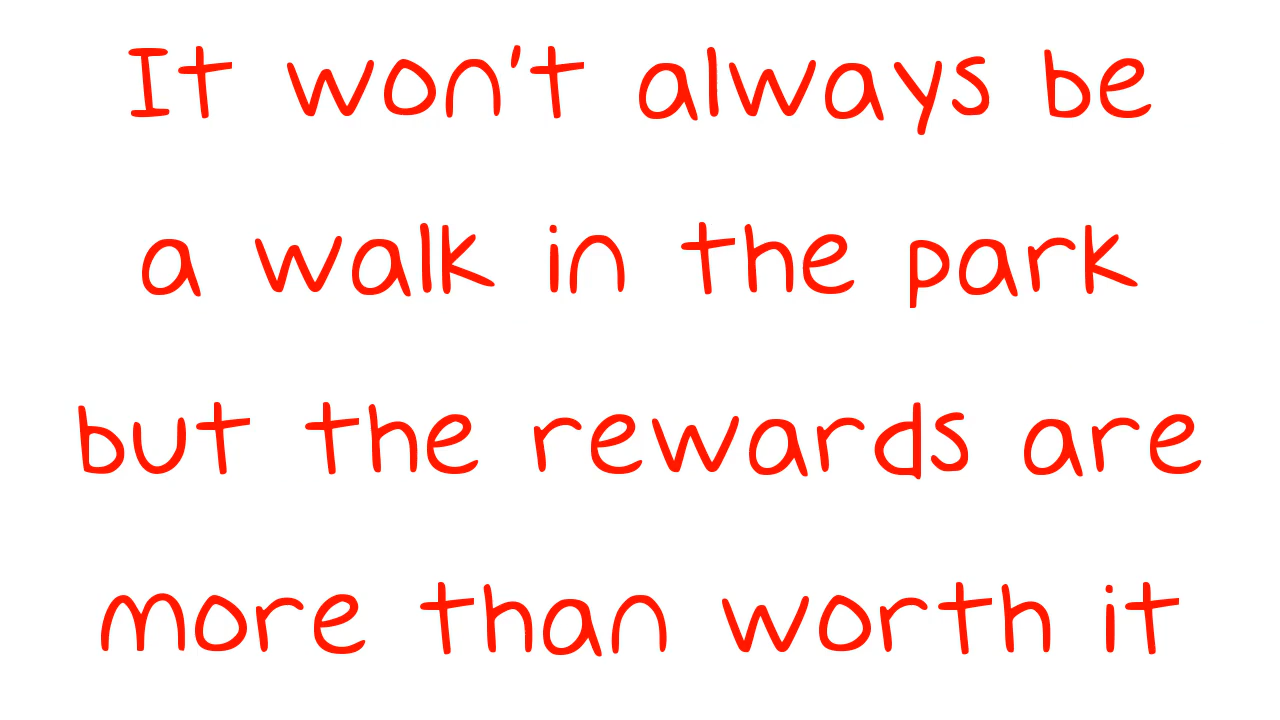 It won't always be
a walk in the park
but the rewards are
more than worth it